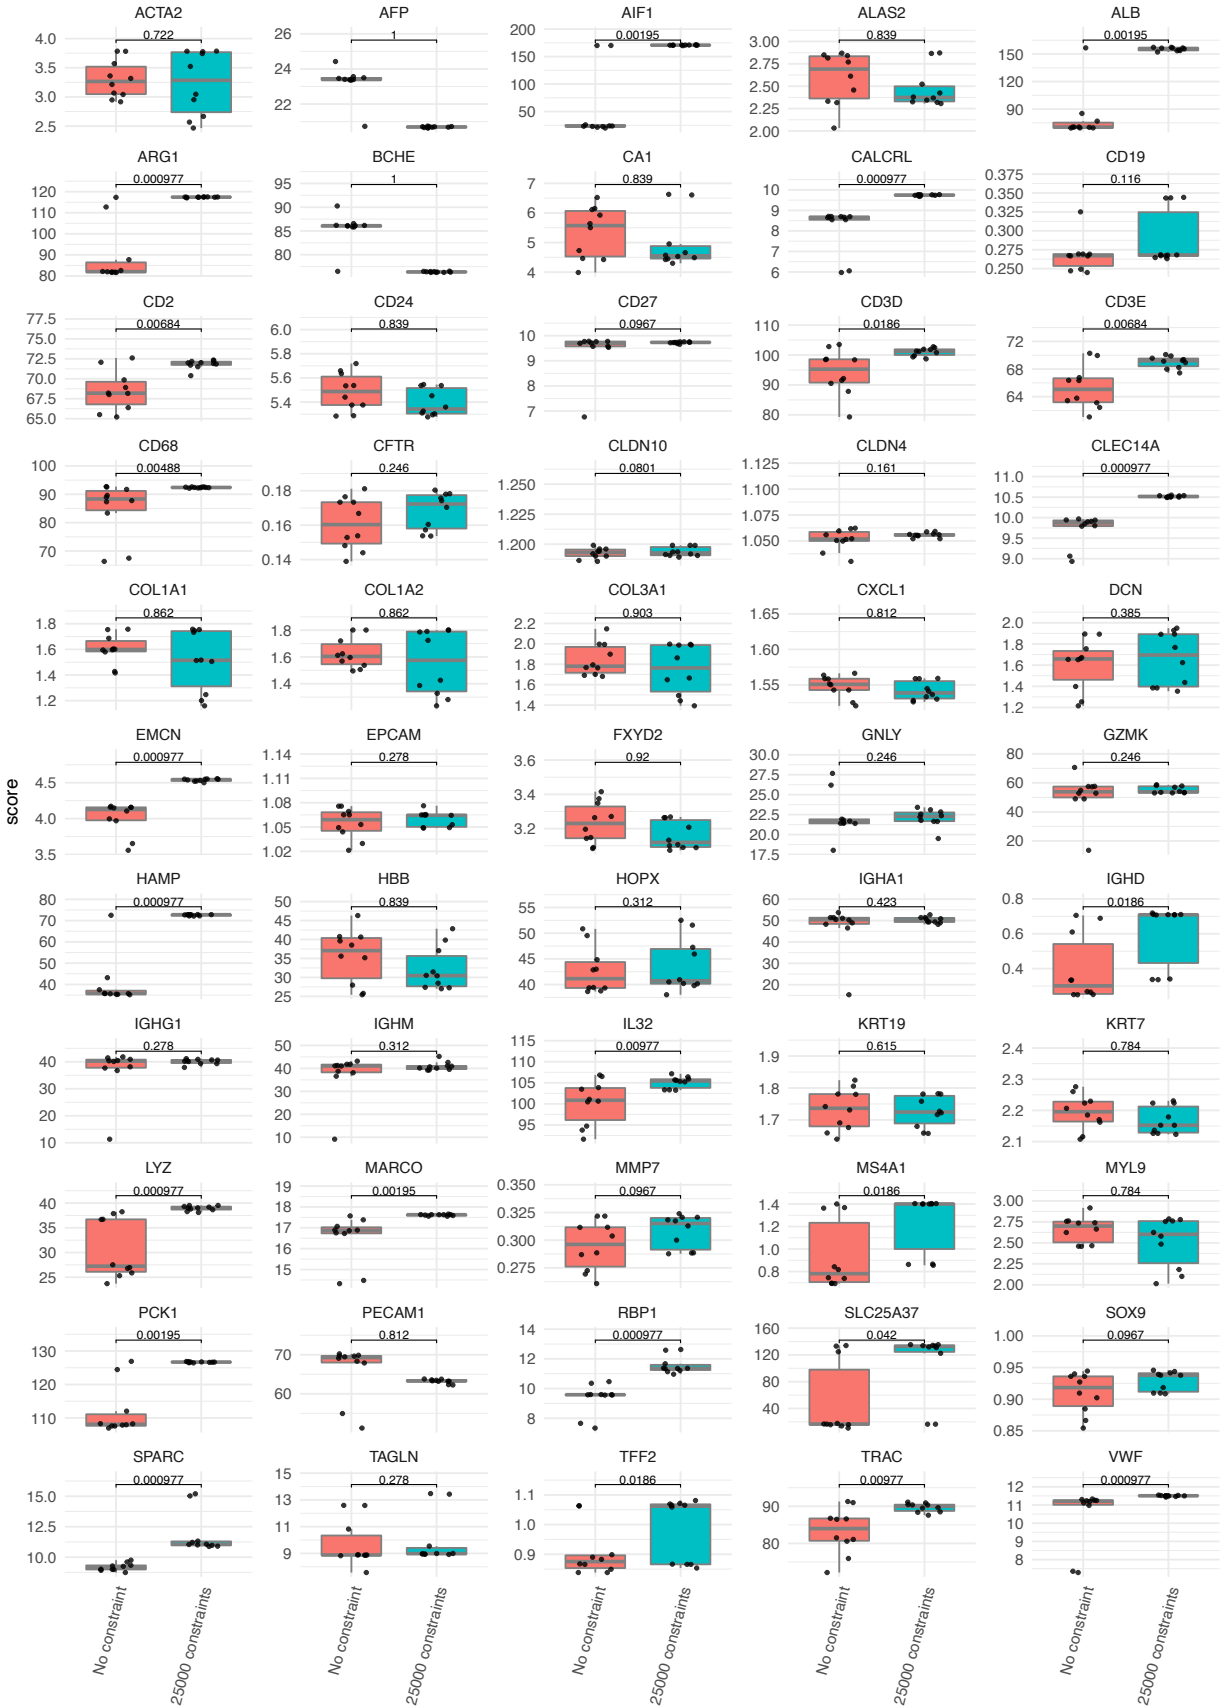 ACTA2 AFP AIF1 ALAS2 ALB
0.722 1 0.00195 0.839 0.00195
4.0 3.5 3.0 2.5
26 24 22
200 150 100 50
3.00 2.75 2.50 2.25 2.00
150 90
ARG1 BCHE CA1 CALCRL CD19
0.000977 1 0.839 0.000977 0.116
120 110 100 90 80
95 90 85 80
7 6 5 4
10 9 8 7 6
0.375 0.350 0.325 0.300 0.275 0.250
CD2 CD24 CD27 CD3D CD3E
0.00684 0.839 0.0967 0.0186 0.00684
77.5 75.0 72.5 70.0 67.5 65.0
6.0 5.8 5.6 5.4
10 9 8 7
110 100 90 80
72 68 64
CD68 CFTR CLDN10 CLDN4 CLEC14A
0.00488 0.246 0.0801 0.161 0.000977
100 90 80 70
0.18 0.16 0.14
1.250 1.225 1.200
1.125 1.100 1.075 1.050
11.0 10.5 10.0 9.5 9.0
COL1A1 COL1A2 COL3A1 CXCL1 DCN
0.862 0.862 0.903 0.812 0.385
1.8 1.6 1.4 1.2
1.8 1.6 1.4
2.2 2.0 1.8 1.6 1.4
1.65 1.60 1.55
2.0 1.8 1.6 1.4 1.2
EMCN EPCAM FXYD2 GNLY GZMK
0.000977 0.278 0.92 0.246 0.246
4.5 4.0 3.5
1.14 1.11 1.08 1.05 1.02
3.6 3.4 3.2
30.0 27.5 25.0 22.5 20.0 17.5
80 60 40 20
score
HAMP HBB HOPX IGHA1 IGHD
0.000977 0.839 0.312 0.423 0.0186
80 70 60 50 40
50 45 40 35 30 25
55 50 45 40
60 50 40 30 20
0.8 0.6 0.4
IGHG1 IGHM IL32 KRT19 KRT7
0.278 0.312 0.00977 0.615 0.784
40 30 20 10
50 40 30 20 10
115 110 105 100 95
1.9 1.8 1.7
2.4 2.3 2.2 2.1
LYZ MARCO MMP7 MS4A1 MYL9
0.000977 0.00195 0.0967 0.0186 0.784
40 35 30 25
19 18 17 16 15
0.350 0.325 0.300 0.275
1.4 1.2 1.0 0.8
3.00 2.75 2.50 2.25 2.00
PCK1 PECAM1 RBP1 SLC25A37 SOX9
0.00195 0.812 0.000977 0.042 0.0967
130 120 110
70 60
14 12 10 8
160 120 80 40
1.00 0.95 0.90 0.85
SPARC TAGLN TFF2 TRAC VWF
0.000977 0.278 0.0186 0.00977 0.000977
15.0 12.5 10.0
15 13 11 9
1.1 1.0 0.9
90 80
12 11 10 9 8
No constraint 25000 constraints No constraint 25000 constraints No constraint 25000 constraints No constraint 25000 constraints No constraint 25000 constraints